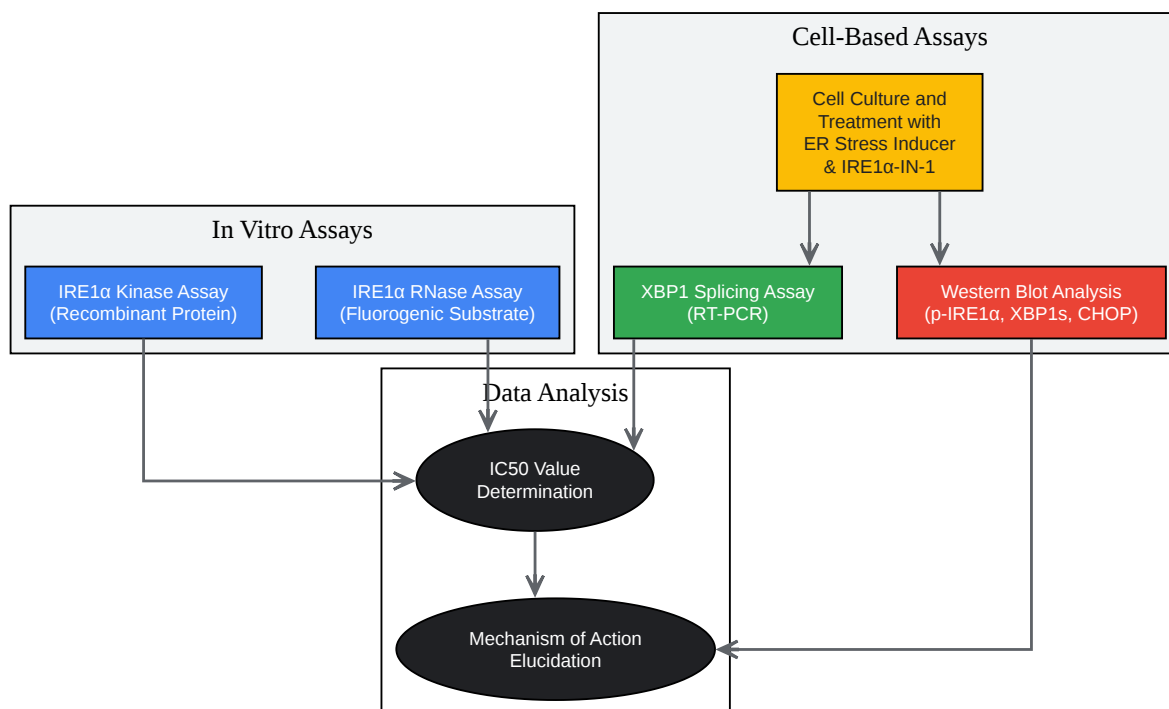 Cell-Based Assays
Cell Culture and
Treatment with
ER Stress Inducer
& IRE1α-IN-1
In Vitro Assays
IRE1α Kinase Assay
(Recombinant Protein)
IRE1α RNase Assay
(Fluorogenic Substrate)
XBP1 Splicing Assay
(RT-PCR)
Western Blot Analysis
(p-IRE1α, XBP1s, CHOP)
Data Analysis
IC50 Value
Determination
Mechanism of Action
Elucidation